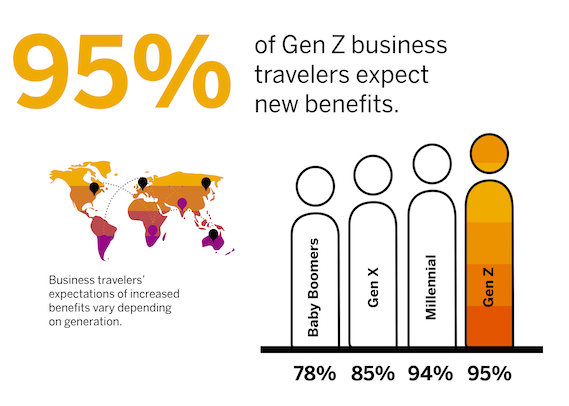 95%
of Gen Z business
travelers expect
new benefits.
Business travelers'
expectations of increased
benefits vary depending
on generation.
Baby Boomers
Gen X
Millennial
Gen Z
78% 85% 94% 95%